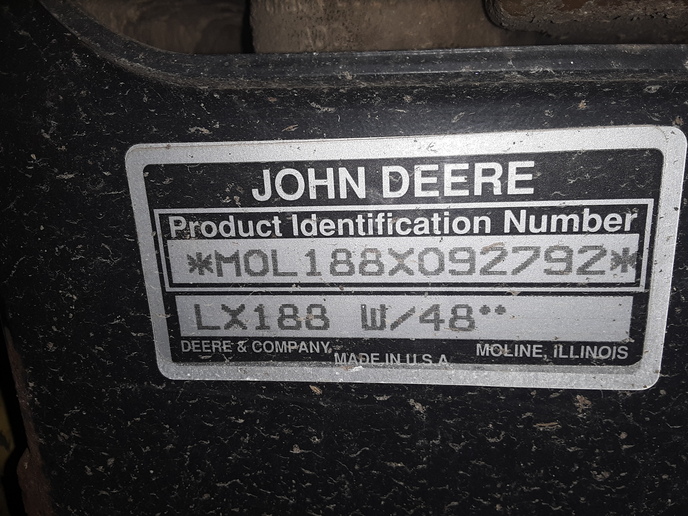 JOHN DEERE
Product Identification Number
*M0L188X092792*
LX188 W/48"
DEERE & COMPANY MOLINE, ILLINOIS
MADE IN U.S.A.